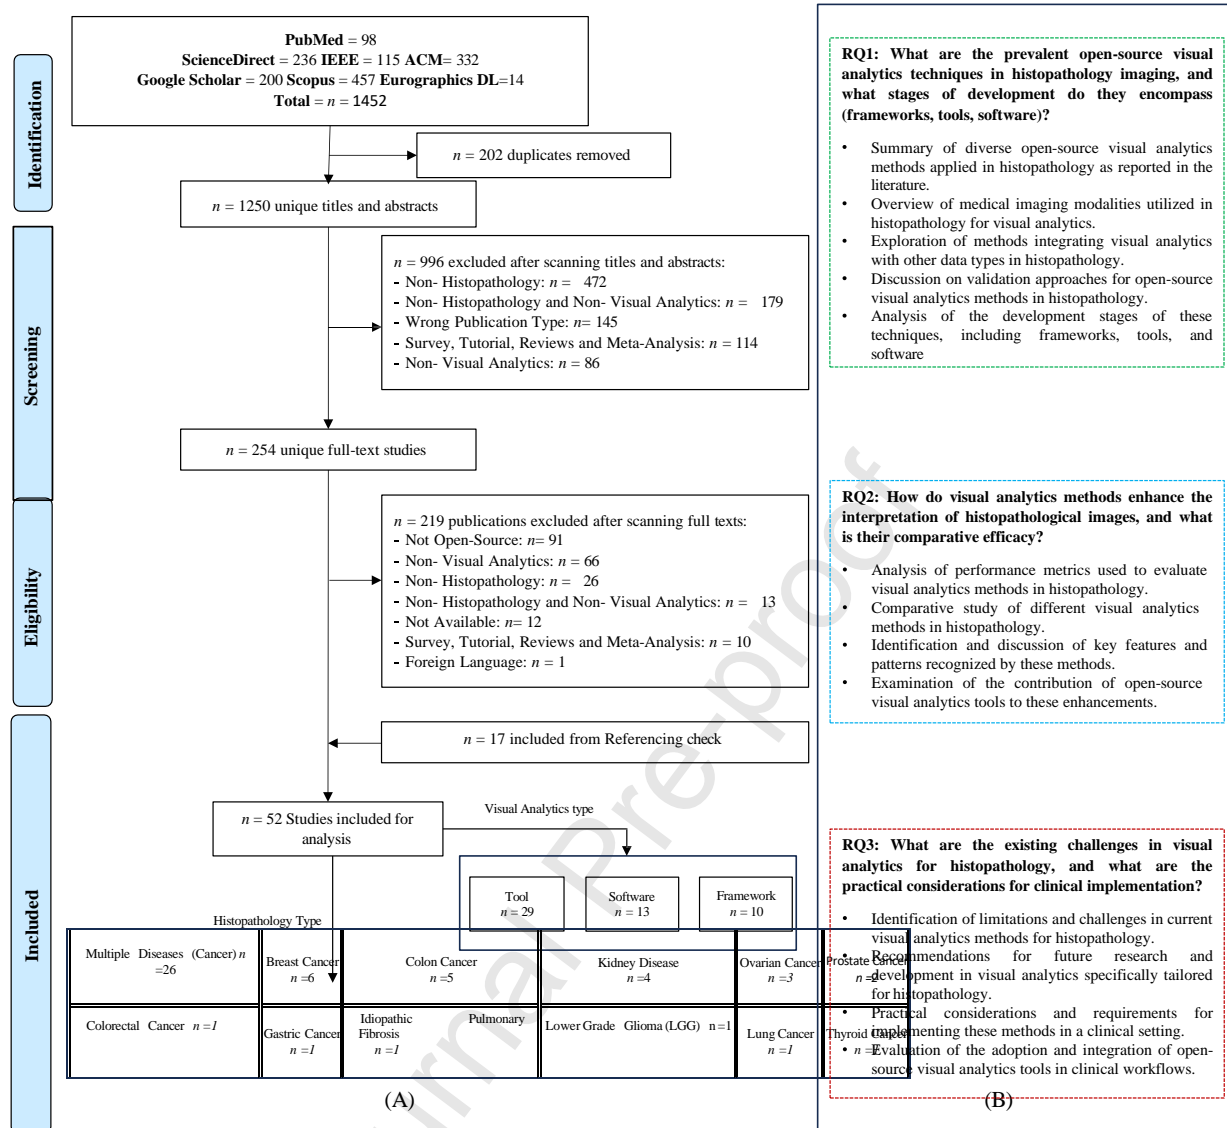 PubMed = 98
ScienceDirect = 236 IEEE = 115 ACM= 332
Google Scholar = 200 Scopus = 457 Eurographics DL=14
Total = n = 1452
Identification
n = 202 duplicates removed
n = 1250 unique titles and abstracts
Screening
n = 996 excluded after scanning titles and abstracts:
- Non- Histopathology: n = 472
- Non- Histopathology and Non- Visual Analytics: n = 179
- Wrong Publication Type: n= 145
- Survey, Tutorial, Reviews and Meta-Analysis: n = 114
- Non- Visual Analytics: n = 86
n = 254 unique full-text studies
Eligibility
n = 219 publications excluded after scanning full texts:
- Not Open-Source: n= 91
- Non- Visual Analytics: n = 66
- Non- Histopathology: n = 26
- Non- Histopathology and Non- Visual Analytics: n = 13
- Not Available: n= 12
- Survey, Tutorial, Reviews and Meta-Analysis: n = 10
- Foreign Language: n = 1
n = 17 included from Referencing check
Included
n = 52 Studies included for
analysis
Visual Analytics type
Tool
n = 29
Software
n = 13
Framework
n = 10
Histopathology Type
Multiple Diseases (Cancer) n
=26
Breast Cancer
n =6
Colon Cancer
n =5
Kidney Disease
n =4
Ovarian Cancer
n =3
Prostate Cancer
Colorectal Cancer n =1
Gastric Cancer
n =1
Idiopathic Pulmonary
Fibrosis
n =1
Lower Grade Glioma (LGG) n=1
Lung Cancer
n =1
Thyroid Cancer
(A)
RQ1: What are the prevalent open-source visual
analytics techniques in histopathology imaging, and
what stages of development do they encompass
(frameworks, tools, software)?
• Summary of diverse open-source visual analytics
methods applied in histopathology as reported in the
literature.
• Overview of medical imaging modalities utilized in
histopathology for visual analytics.
• Exploration of methods integrating visual analytics
with other data types in histopathology.
• Discussion on validation approaches for open-source
visual analytics methods in histopathology.
• Analysis of the development stages of these
techniques, including frameworks, tools, and
software
RQ2: How do visual analytics methods enhance the
interpretation of histopathological images, and what
is their comparative efficacy?
• Analysis of performance metrics used to evaluate
visual analytics methods in histopathology.
• Comparative study of different visual analytics
methods in histopathology.
• Identification and discussion of key features and
patterns recognized by these methods.
• Examination of the contribution of open-source
visual analytics tools to these enhancements.
RQ3: What are the existing challenges in visual
analytics for histopathology, and what are the
practical considerations for clinical implementation?
• Identification of limitations and challenges in current
visual analytics methods for histopathology.
• Recommendations for future research and
development in visual analytics specifically tailored
for histopathology.
• Practical considerations and requirements for
implementing these methods in a clinical setting.
• Evaluation of the adoption and integration of open-
source visual analytics tools in clinical workflows.
(B)
Journal Pre-proof